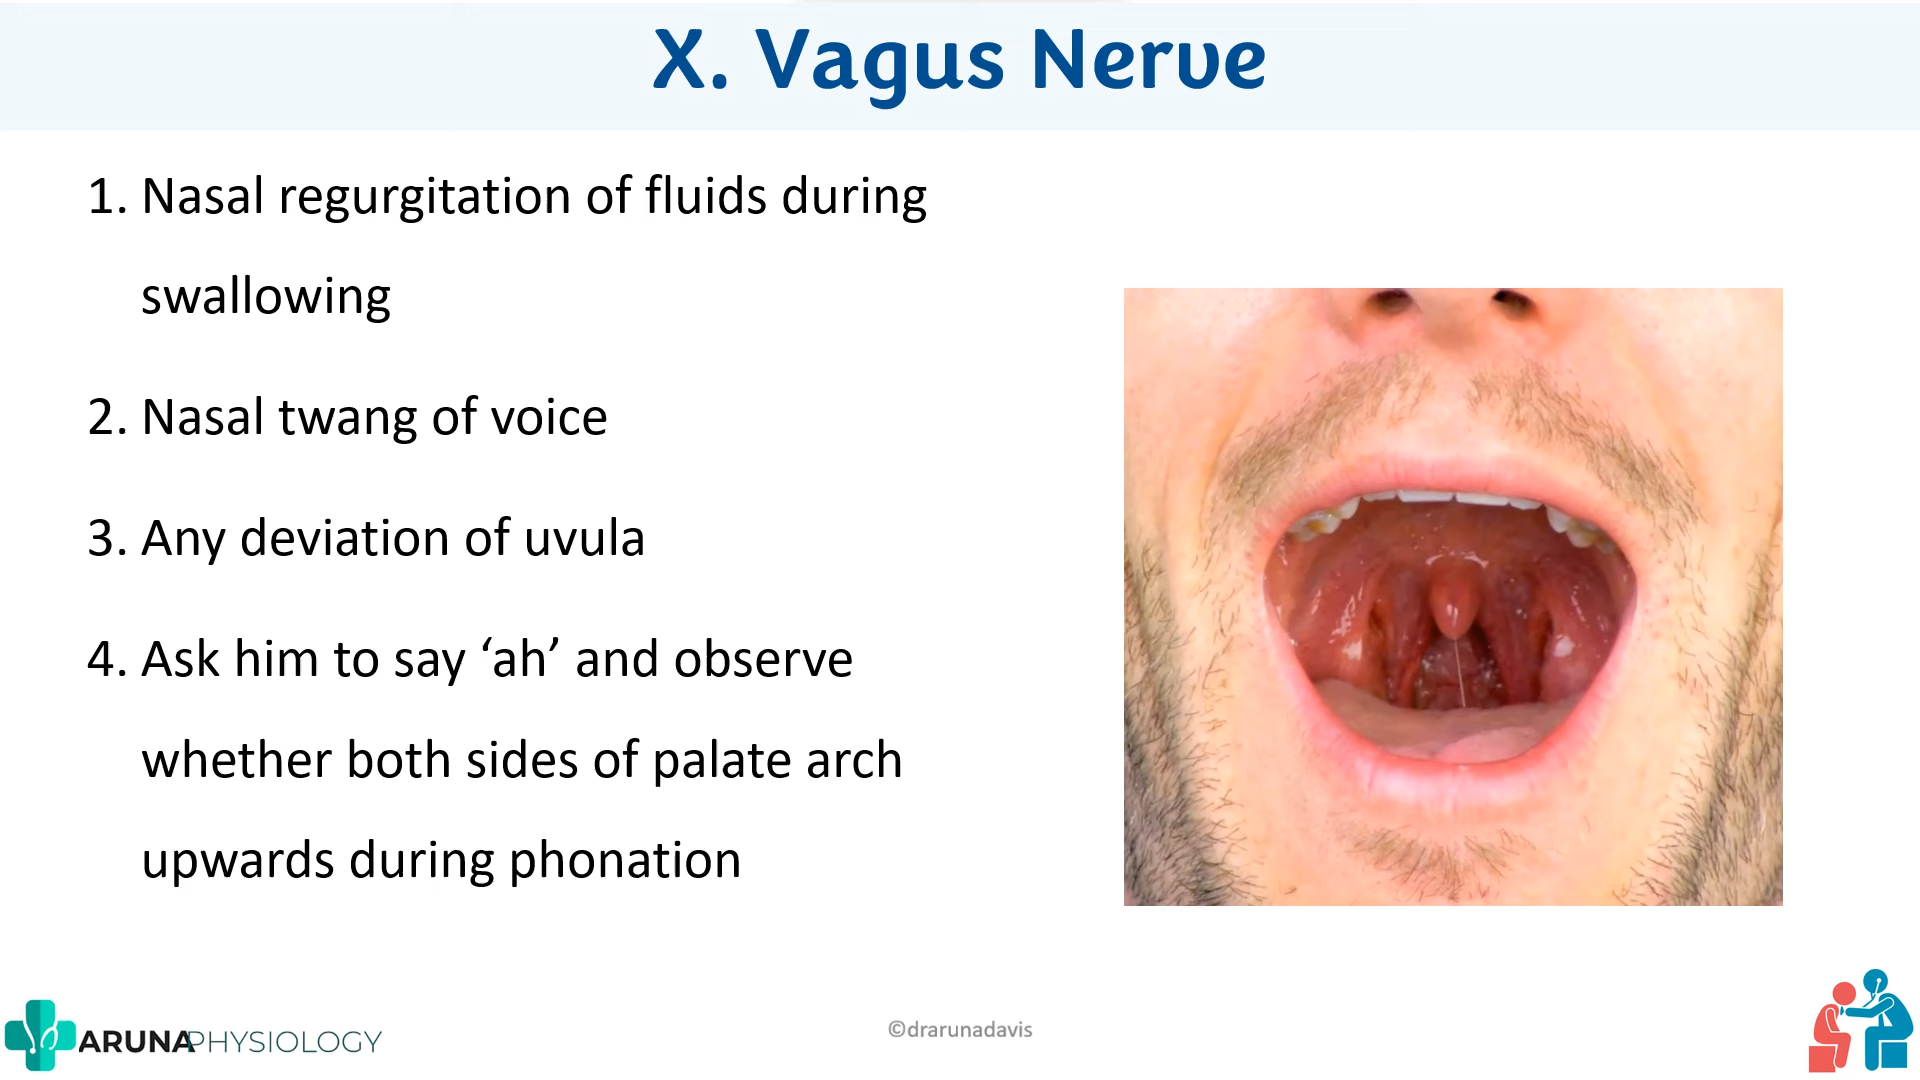 X. Vagus Nerve
1. Nasal regurgitation of fluids during
swallowing
2. Nasal twang of voice
3. Any deviation of uvula
4. Ask him to say ‘ah’ and observe
whether both sides of palate arch
upwards during phonation
ARUNAPHYSIOLOGY
©drarunadavis